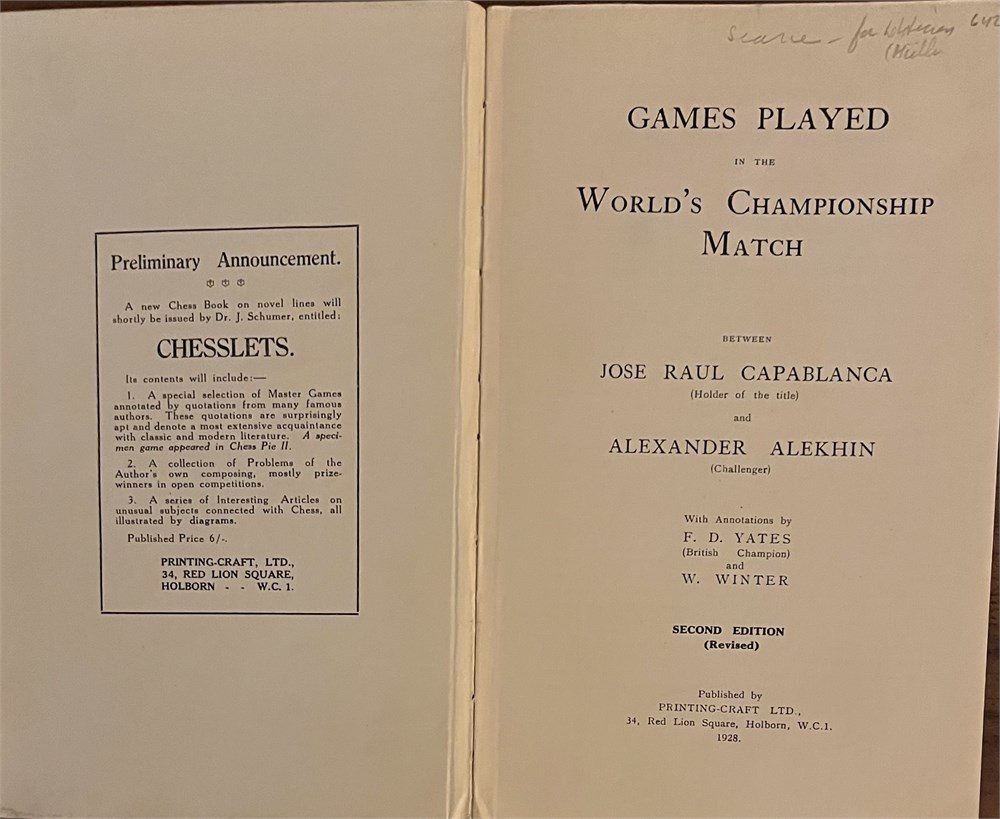 Preliminary Announcement.
A new Chess Book on novel lines will
shortly be issued by Dr. J. Schumer, entitled:
CHESSLETS.
Its contents will include:—
1. A special selection of Master Games
annotated by quotations from many famous
authors. These quotations are surprisingly
apt and denote a most extensive acquaintance
with classic and modern literature. A speci-
men game appeared in Chess Pie II.
2. A collection of Problems of the
Author's own composing, mostly prize-
winners in open competitions.
3. A series of Interesting Articles on
unusual subjects connected with Chess, all
illustrated by diagrams.
Published Price 6/-.
PRINTING-CRAFT, LTD.,
34, RED LION SQUARE,
HOLBORN - - W.C. 1.
for
GAMES PLAYED
IN THE
WORLD'S CHAMPIONSHIP
MATCH
BETWEEN
JOSE RAUL CAPABLANCA
(Holder of the title)
and
ALEXANDER ALEKHIN
(Challenger)
With Annotations by
F. D. YATES
(British Champion)
and
W. WINTER
SECOND EDITION
(Revised)
Published by
PRINTING-CRAFT LTD.,
34, Red Lion Square, Holborn, W.C.1.
1928.